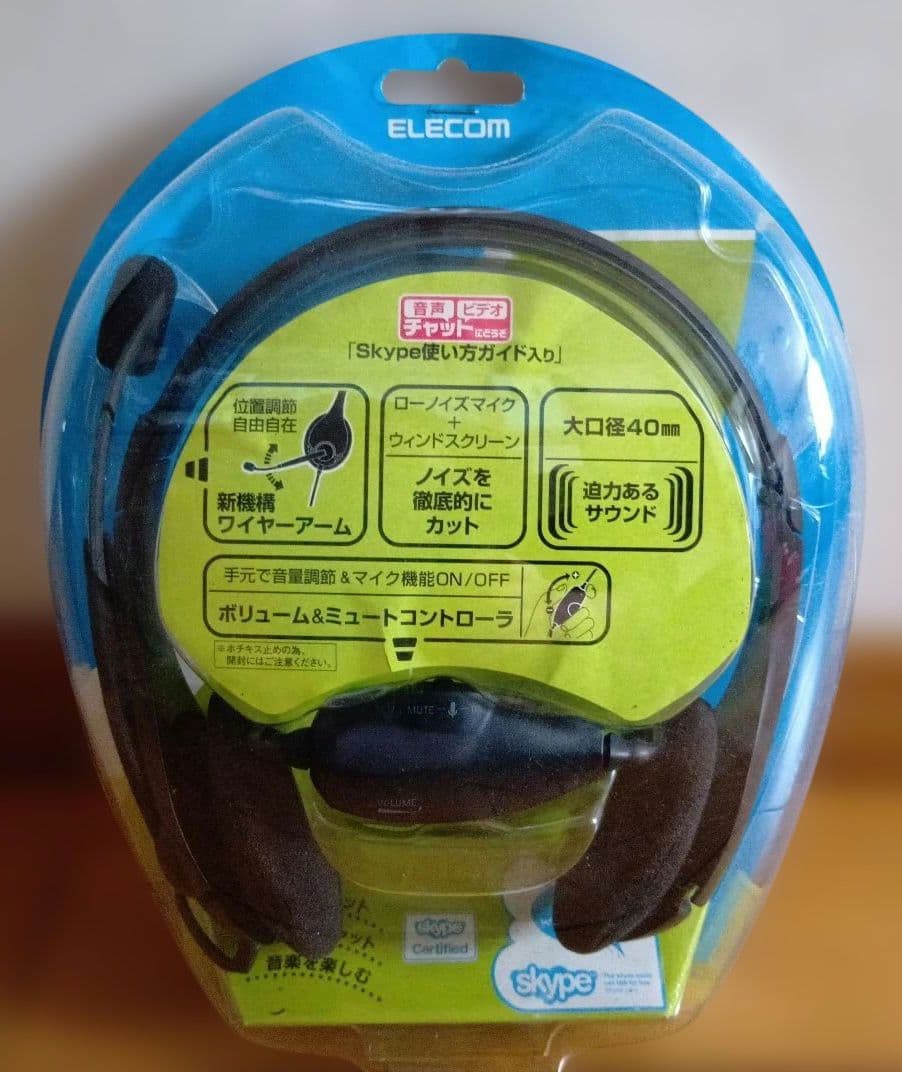 ELECOM
音声 ビデオ
チャットにどうぞ
「Skype使い方ガイド入り」
位置調節
自由自在
新機構
ワイヤーアーム
ローノイズマイク
+
ウィンドスクリーン
ノイズを
徹底的に
カット
大口径40mm
迫力ある
サウンド
手元で音量調節&マイク機能ON/OFF
ボリューム&ミュートコントローラ
※ホチキス止めの為、
開封にはご注意ください。
MUTE
VOLUME
ット
ャット
音楽を楽しむ
skype
Certified
skype